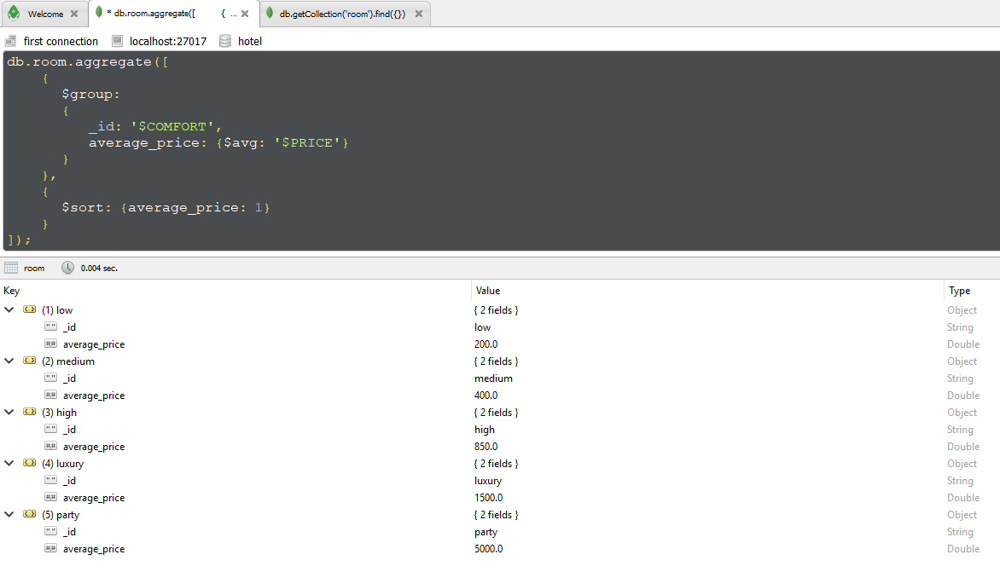 Welcome * db.room.aggregate([ { ... db.getCollection('room').find({})
first connection localhost:27017 hotel
db.room.aggregate([
{
$group:
{
_id: '$COMFORT',
average_price: {$avg: '$PRICE'}
}
},
{
$sort: {average_price: 1}
}
]);
room 0.004 sec.
Key Value Type
(1) low { 2 fields } Object
_id low String
average_price 200.0 Double
(2) medium { 2 fields } Object
_id medium String
average_price 400.0 Double
(3) high { 2 fields } Object
_id high String
average_price 850.0 Double
(4) luxury { 2 fields } Object
_id luxury String
average_price 1500.0 Double
(5) party { 2 fields } Object
_id party String
average_price 5000.0 Double